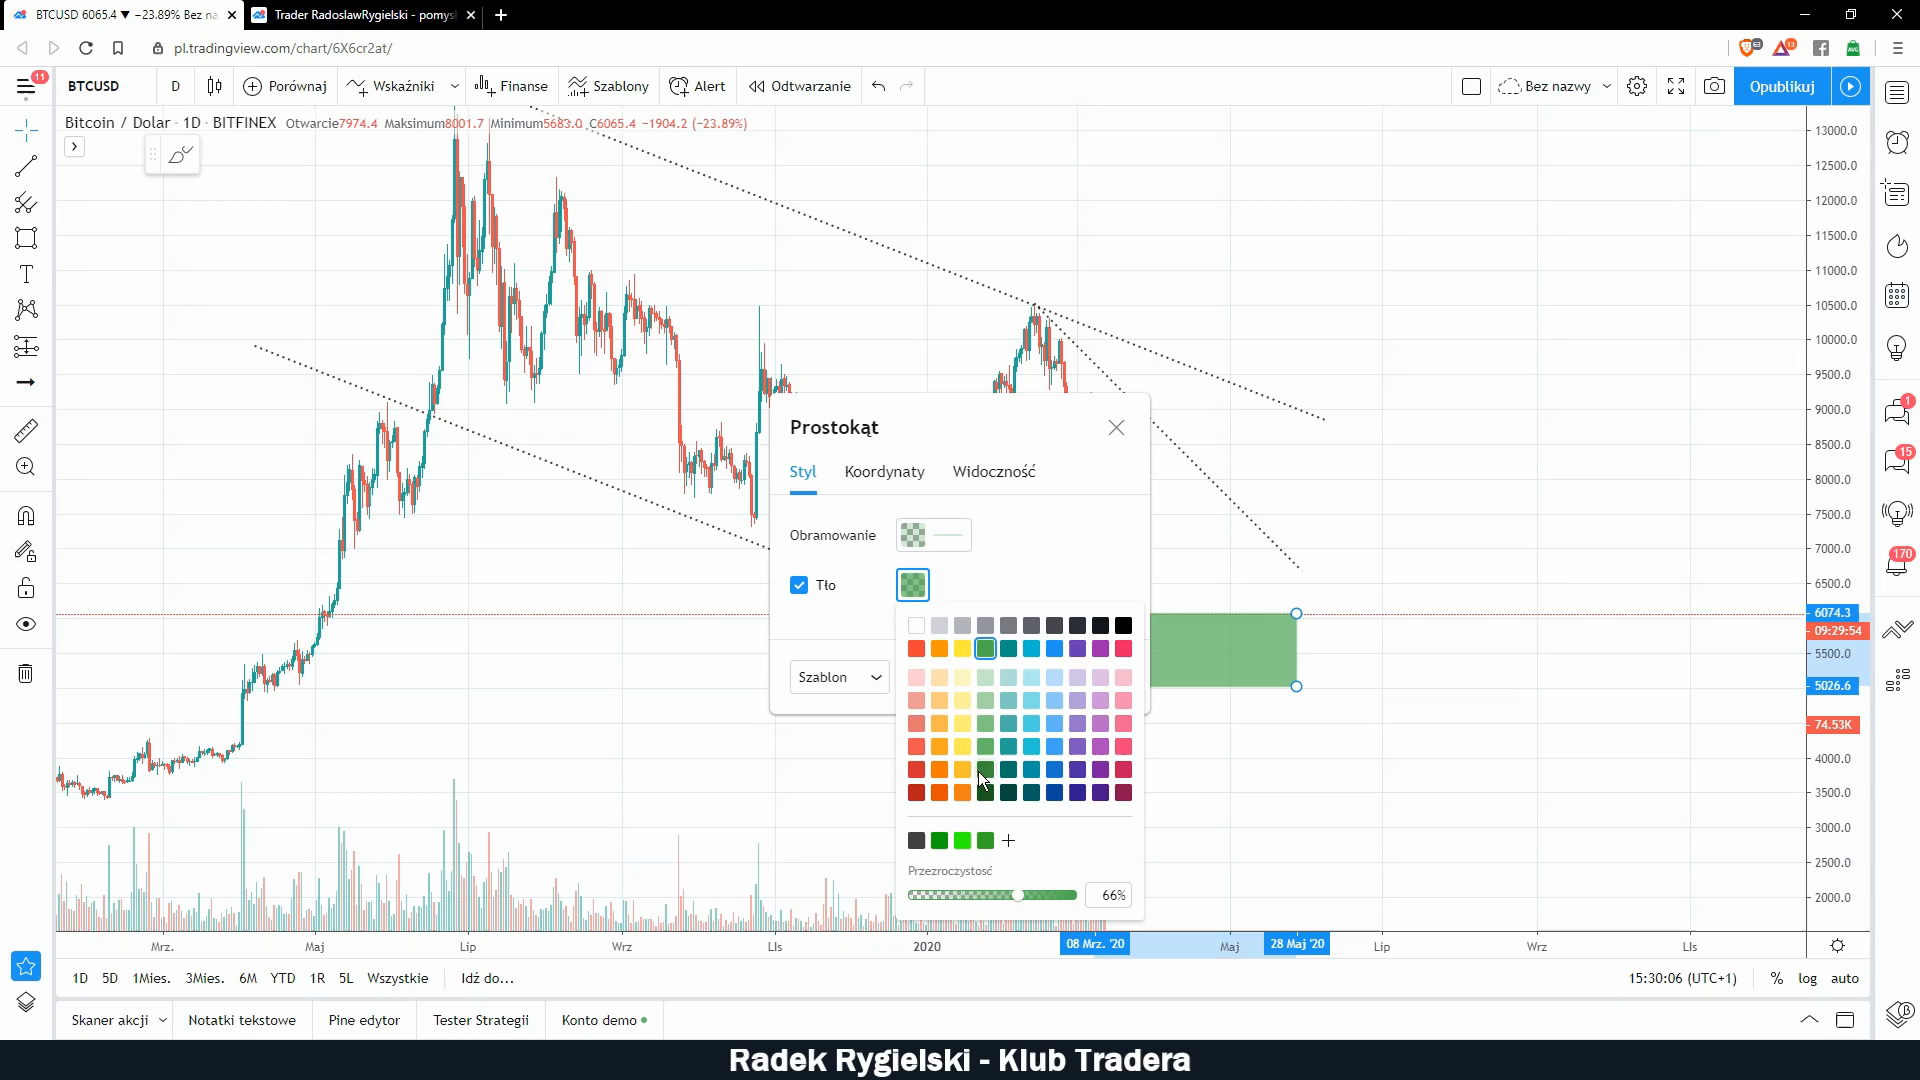 BTCUSD 6065.4 ▼ −23.89% Bez na
Trader RadoslawRygielski - pomys
pl.tradingview.com/chart/6X6cr2at/
63
13
11
BTCUSD
D
Porównaj
Wskaźniki
Finanse
Szablony
Alert
Odtwarzanie
Bez nazwy
Opublikuj
Bitcoin / Dolar · 1D · BITFINEX Otwarcie7974.4 Maksimum8001.7 Minimum5683.0 C6065.4 −1904.2 (−23.89%)
13000.0
12500.0
12000.0
11500.0
11000.0
10500.0
10000.0
9500.0
9000.0
8500.0
8000.0
7500.0
7000.0
6500.0
6074.3
09:29:54
5500.0
5026.6
74.53K
4000.0
3500.0
3000.0
2500.0
2000.0
1
15
170
Prostokąt
Styl
Koordynaty
Widoczność
Obramowanie
Tło
Szablon
Przezroczystość
66%
Mrz.
Maj
Lip
Wrz
LIs
2020
08 Mrz. '20
Maj
28 Maj '20
Lip
Wrz
LIs
1D 5D 1Mies. 3Mies. 6M YTD 1R 5L Wszystkie
Idź do...
15:30:06 (UTC+1)
% log auto
Skaner akcji
Notatki tekstowe
Pine edytor
Tester Strategii
Konto demo
Radek Rygielski - Klub Tradera